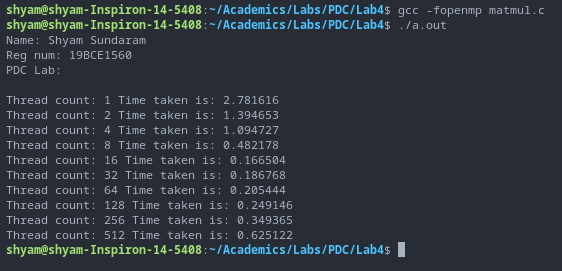 shyam@shyam-Inspiron-14-5408:~/Academics/Labs/PDC/Lab4$ gcc -fopenmp matmul.c
shyam@shyam-Inspiron-14-5408:~/Academics/Labs/PDC/Lab4$ ./a.out
Name: Shyam Sundaram
Reg num: 19BCE1560
PDC Lab:
Thread count: 1 Time taken is: 2.781616
Thread count: 2 Time taken is: 1.394653
Thread count: 4 Time taken is: 1.094727
Thread count: 8 Time taken is: 0.482178
Thread count: 16 Time taken is: 0.166504
Thread count: 32 Time taken is: 0.186768
Thread count: 64 Time taken is: 0.205444
Thread count: 128 Time taken is: 0.249146
Thread count: 256 Time taken is: 0.349365
Thread count: 512 Time taken is: 0.625122
shyam@shyam-Inspiron-14-5408:~/Academics/Labs/PDC/Lab4$